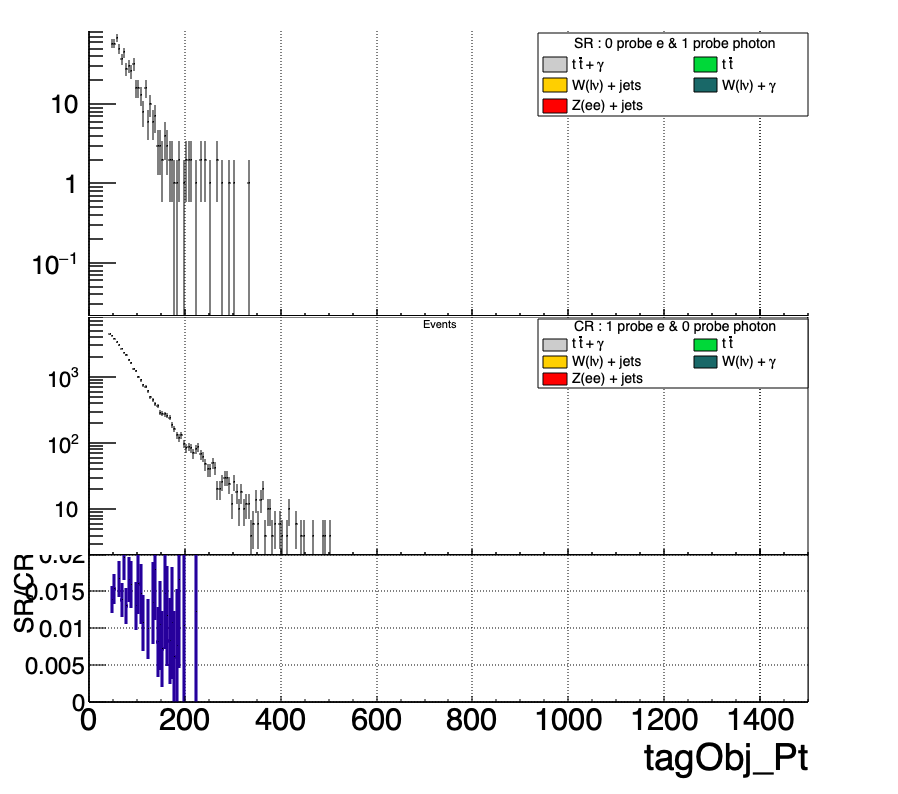 SR : 0 probe e & 1 probe photon
t t̄ + γ
t t̄
W(lν) + jets
W(lν) + γ
Z(ee) + jets
10
1
10⁻¹
Events
CR : 1 probe e & 0 probe photon
t t̄ + γ
t t̄
W(lν) + jets
W(lν) + γ
Z(ee) + jets
10³
10²
10
SR/CR
0.02
0.015
0.01
0.005
0
0 200 400 600 800 1000 1200 1400
tagObj_Pt